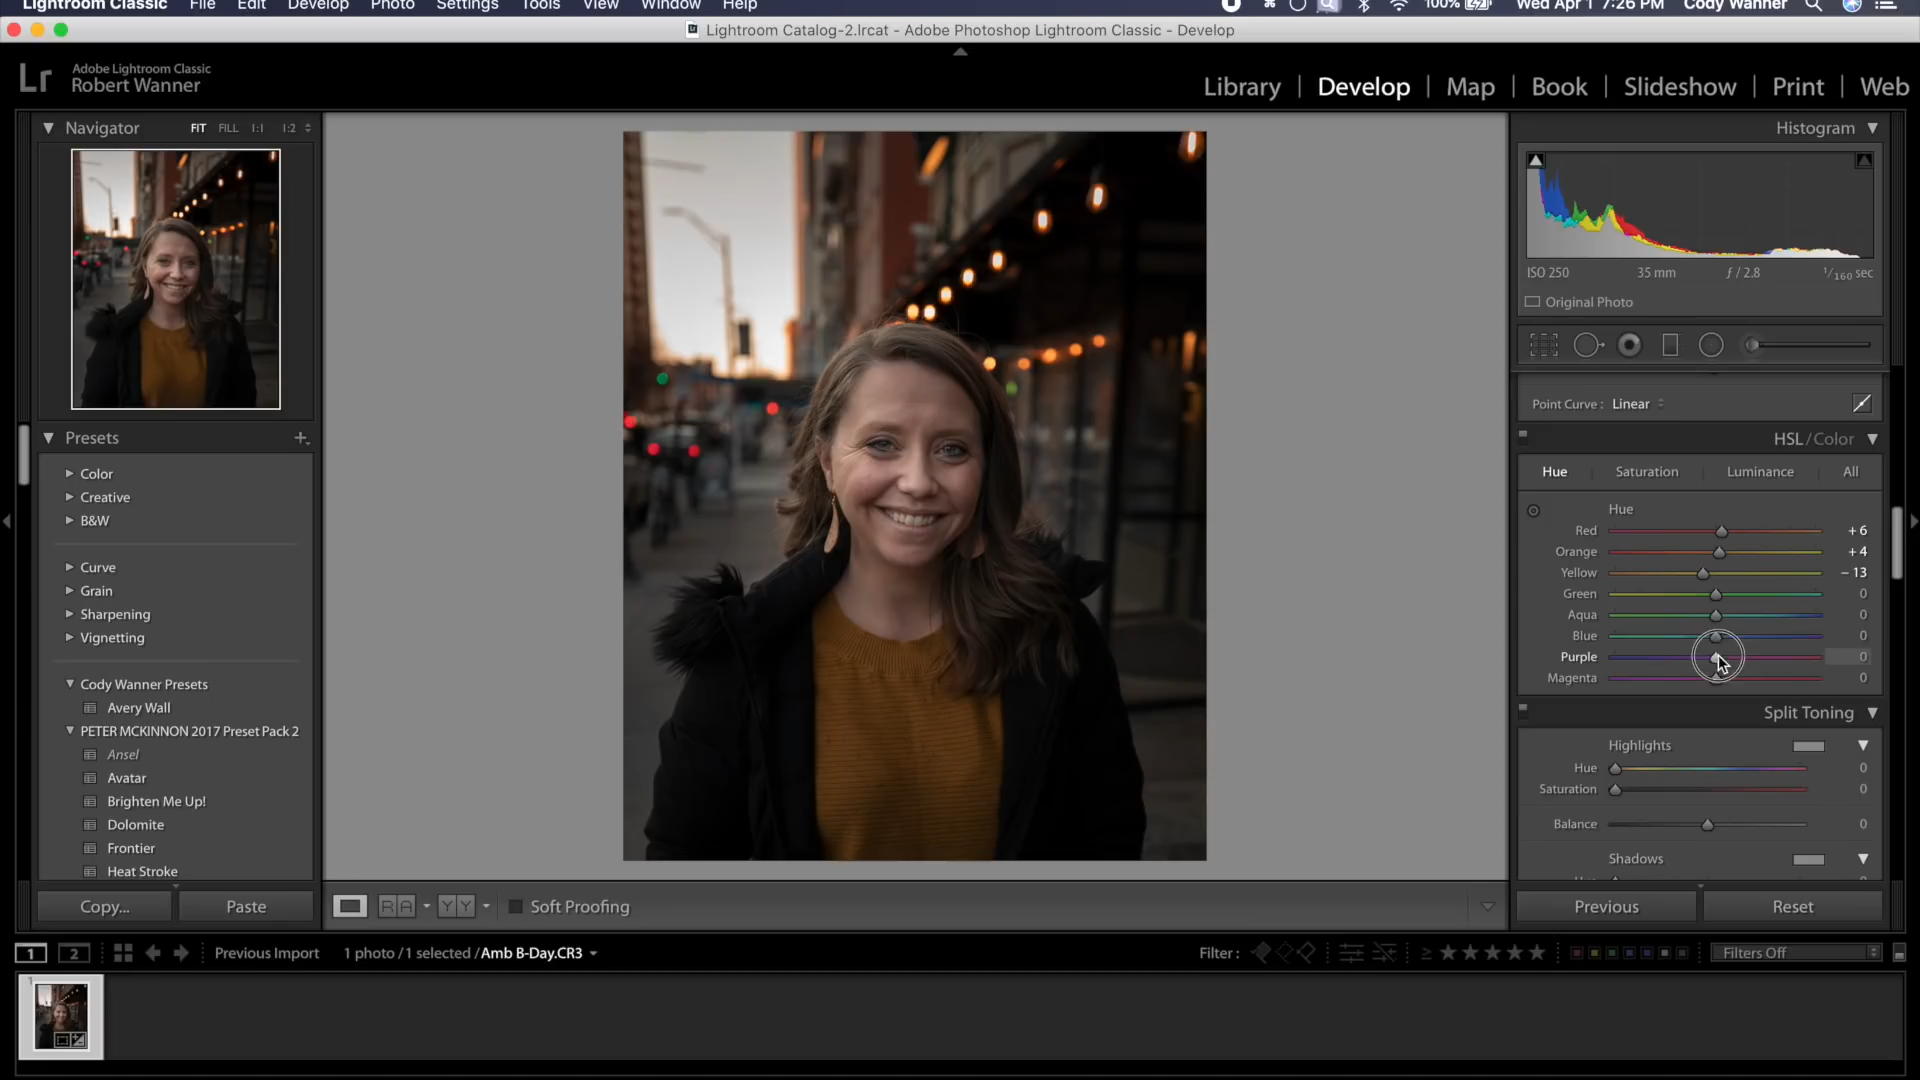 Lightroom Classic File Edit Develop Photo Settings Tools View Window Help 100% Wed Apr 1 7:26 PM Cody Wanner
Lightroom Catalog-2.lrcat - Adobe Photoshop Lightroom Classic - Develop
Lr Adobe Lightroom Classic
Robert Wanner
Library | Develop | Map | Book | Slideshow | Print | Web
Navigator FIT FILL 1:1 1:2
Histogram
ISO 250 35 mm ƒ / 2.8 1/160 sec
Original Photo
Point Curve : Linear
HSL / Color
Hue Saturation Luminance All
Hue
Red + 6
Orange + 4
Yellow – 13
Green 0
Aqua 0
Blue 0
Purple 0
Magenta 0
Split Toning
Highlights
Hue 0
Saturation 0
Balance 0
Shadows
Presets
Color
Creative
B&W
Curve
Grain
Sharpening
Vignetting
Cody Wanner Presets
Avery Wall
PETER MCKINNON 2017 Preset Pack 2
Ansel
Avatar
Brighten Me Up!
Dolomite
Frontier
Heat Stroke
Copy... Paste
R A Y Y Soft Proofing
Previous Reset
1 2 Previous Import 1 photo / 1 selected / Amb B-Day.CR3 Filter : ≥ ★★★★★ Filters Off